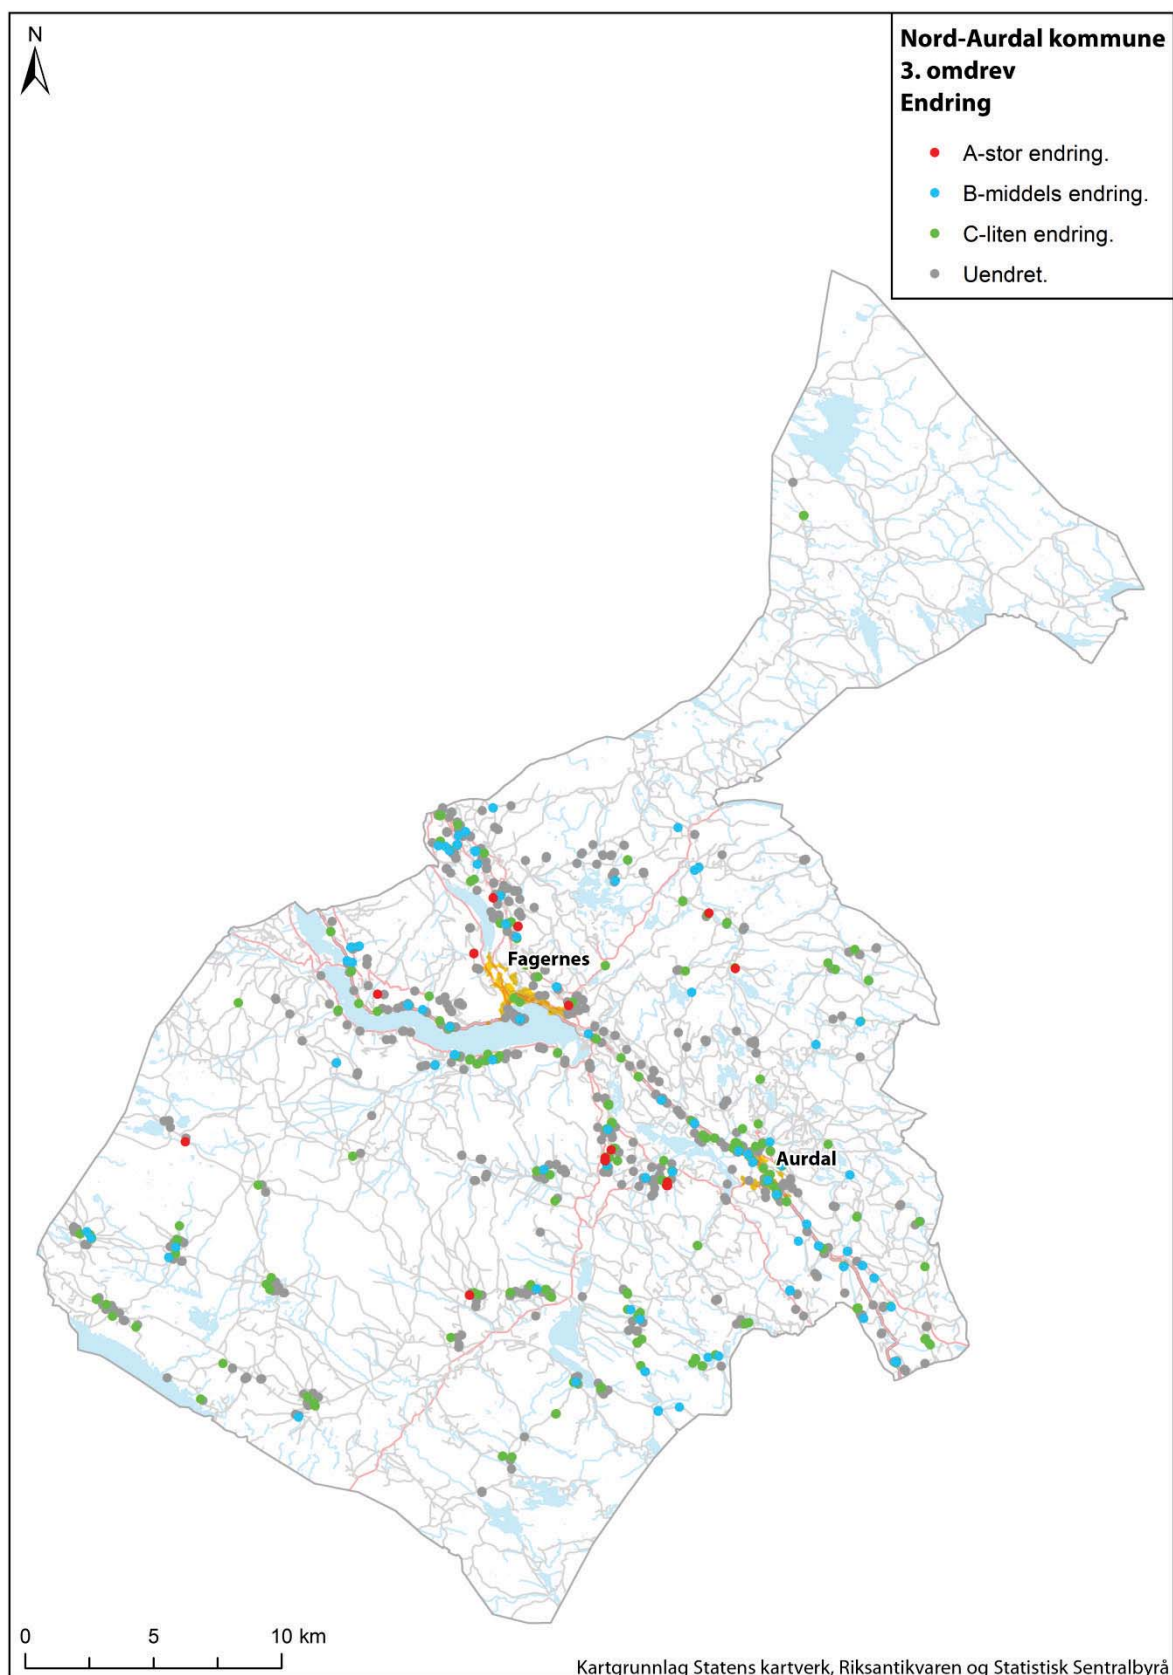 N
Nord-Aurdal kommune
3. omdrev
Endring
A-stor endring.
B-middels endring.
C-liten endring.
Uendret.
Fagernes
Aurdal
0 5 10 km
Kartgrunnlag Statens kartverk, Riksantikvaren og Statistisk Sentralbyrå